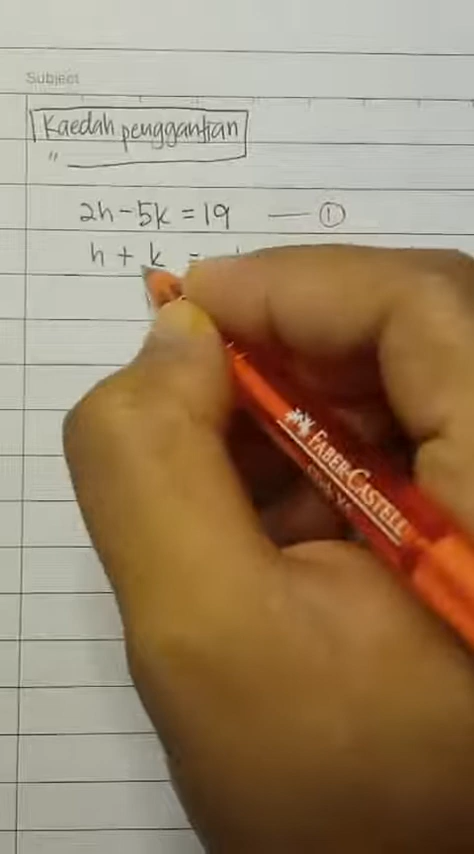 Subject
Kaedah penggantian
"
2h - 5k = 19 — ①
h + k =
FABER-CASTELL